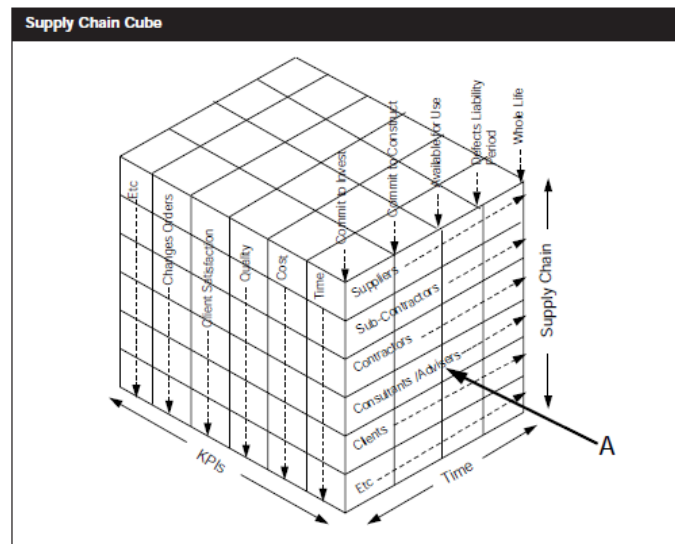 Supply Chain Cube
Commit to Invest
Commit to Construct
Available for Use
Defects Liability
period
Whole Life
Etc
Changes Orders
Client Satisfaction
Quality
Cost
Time
Suppliers
Sub-Contractors
Contractors
Consultants /Advisers
Clients
Etc
Supply Chain
A
KPIs
Time